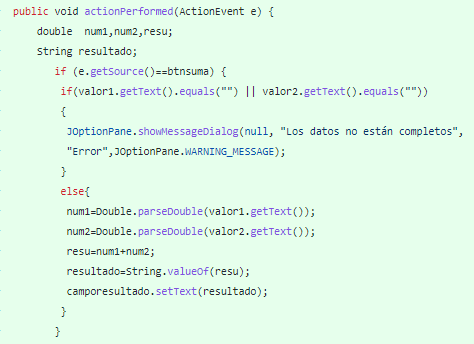 public void actionPerformed(ActionEvent e) {
double  num1,num2,resu;
String resultado;
if (e.getSource()==btnsuma) {
if(valor1.getText().equals("") || valor2.getText().equals(""))
{
JOptionPane.showMessageDialog(null, "Los datos no están completos",
"Error",JOptionPane.WARNING_MESSAGE);
}
else{
num1=Double.parseDouble(valor1.getText());
num2=Double.parseDouble(valor2.getText());
resu=num1+num2;
resultado=String.valueOf(resu);
camporesultado.setText(resultado);
}
}